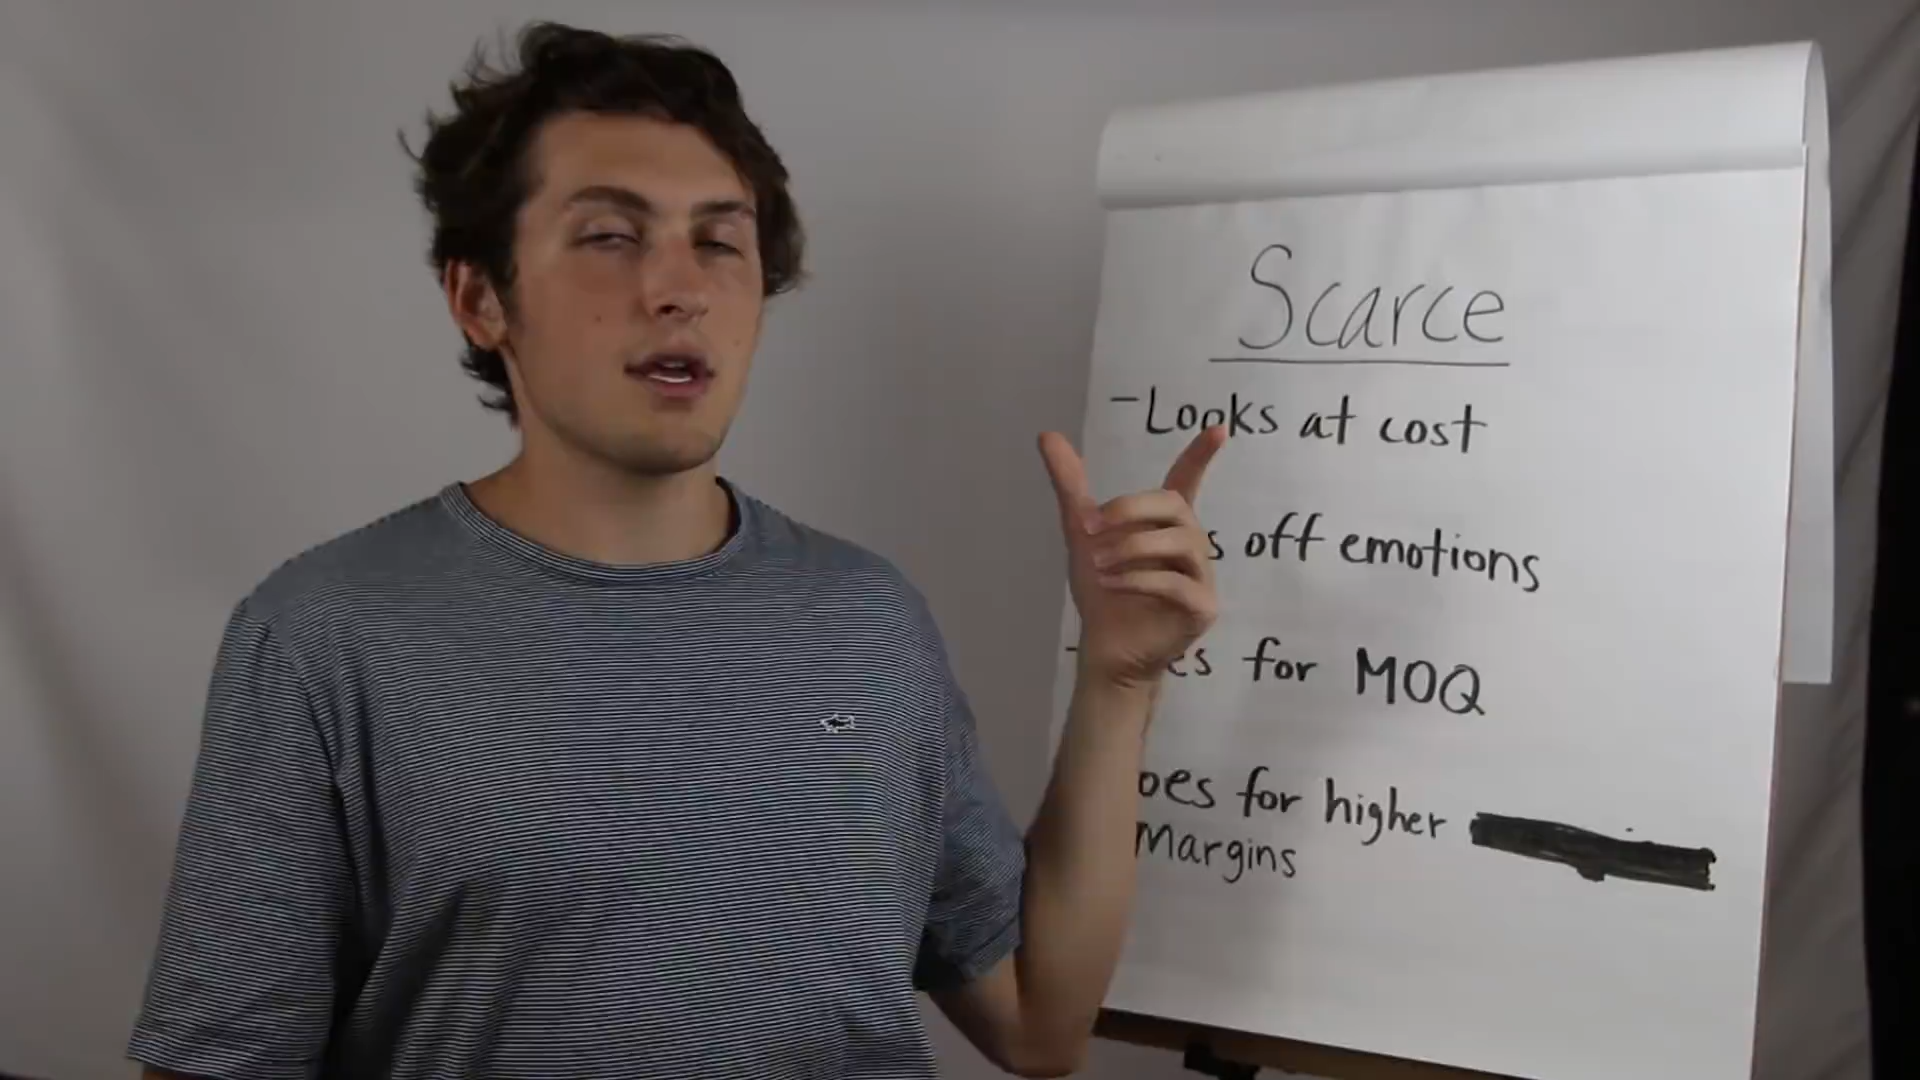 Scarce
- Looks at cost
off emotions
for MOQ
for higher
Margins